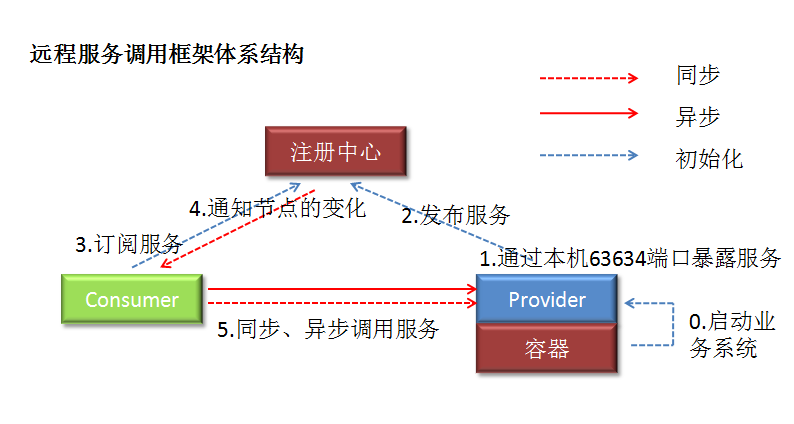 远程服务调用框架体系结构
同步
异步
初始化
注册中心
4.通知节点的变化
2.发布服务
3.订阅服务
1.通过本机63634端口暴露服务
Consumer
Provider
5.同步、异步调用服务
容器
0.启动业
务系统